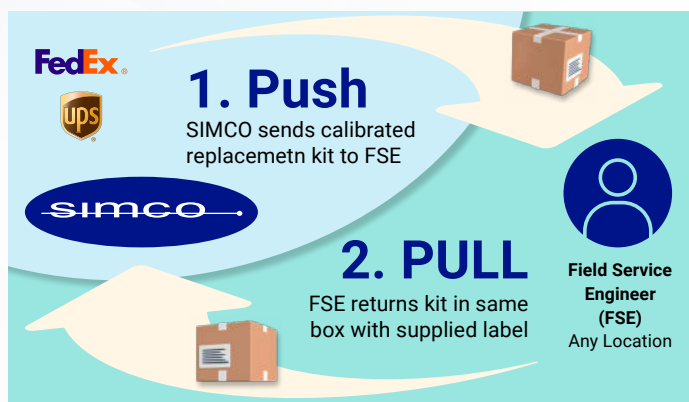 FedEx®
ups
1. Push
SIMCO sends calibrated
replacemetn kit to FSE
simco
2. PULL
FSE returns kit in same
box with supplied label
Field Service
Engineer
(FSE)
Any Location